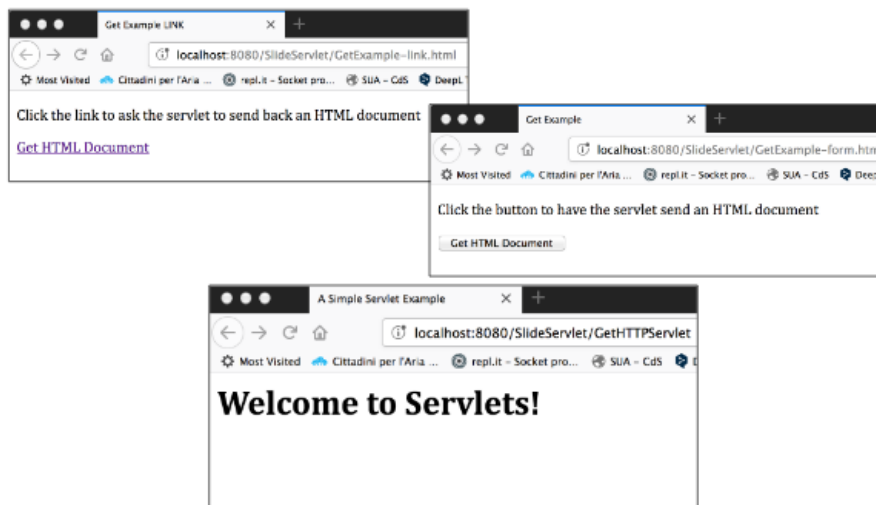 Get Example LINK
localhost:8080/SlideServlet/GetExample-link.html
Most Visited Cittadini per l'Aria ... repl.it - Socket pro... SUA - CdS DeepL
Click the link to ask the servlet to send back an HTML document
Get HTML Document
Get Example
localhost:8080/SlideServlet/GetExample-form.htm
Most Visited Cittadini per l'Aria ... repl.it - Socket pro... SUA - CdS Deep
Click the button to have the servlet send an HTML document
Get HTML Document
A Simple Servlet Example
localhost:8080/SlideServlet/GetHTTPServlet
Most Visited Cittadini per l'Aria ... repl.it - Socket pro... SUA - CdS
Welcome to Servlets!